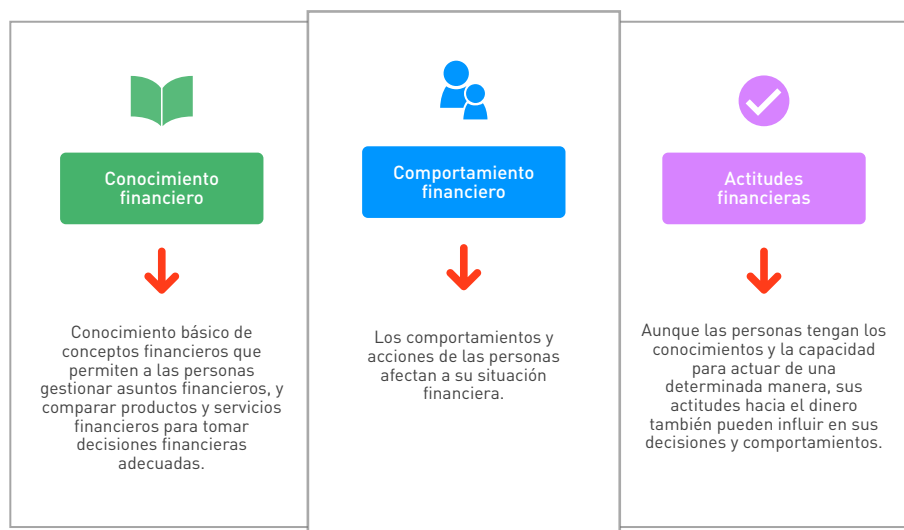 Conocimiento
financiero
Conocimiento básico de
conceptos financieros que
permiten a las personas
gestionar asuntos financieros, y
comparar productos y servicios
financieros para tomar
decisiones financieras
adecuadas.
Comportamiento
financiero
Los comportamientos y
acciones de las personas
afectan a su situación
financiera.
Actitudes
financieras
Aunque las personas tengan los
conocimientos y la capacidad
para actuar de una
determinada manera, sus
actitudes hacia el dinero
también pueden influir en sus
decisiones y comportamientos.